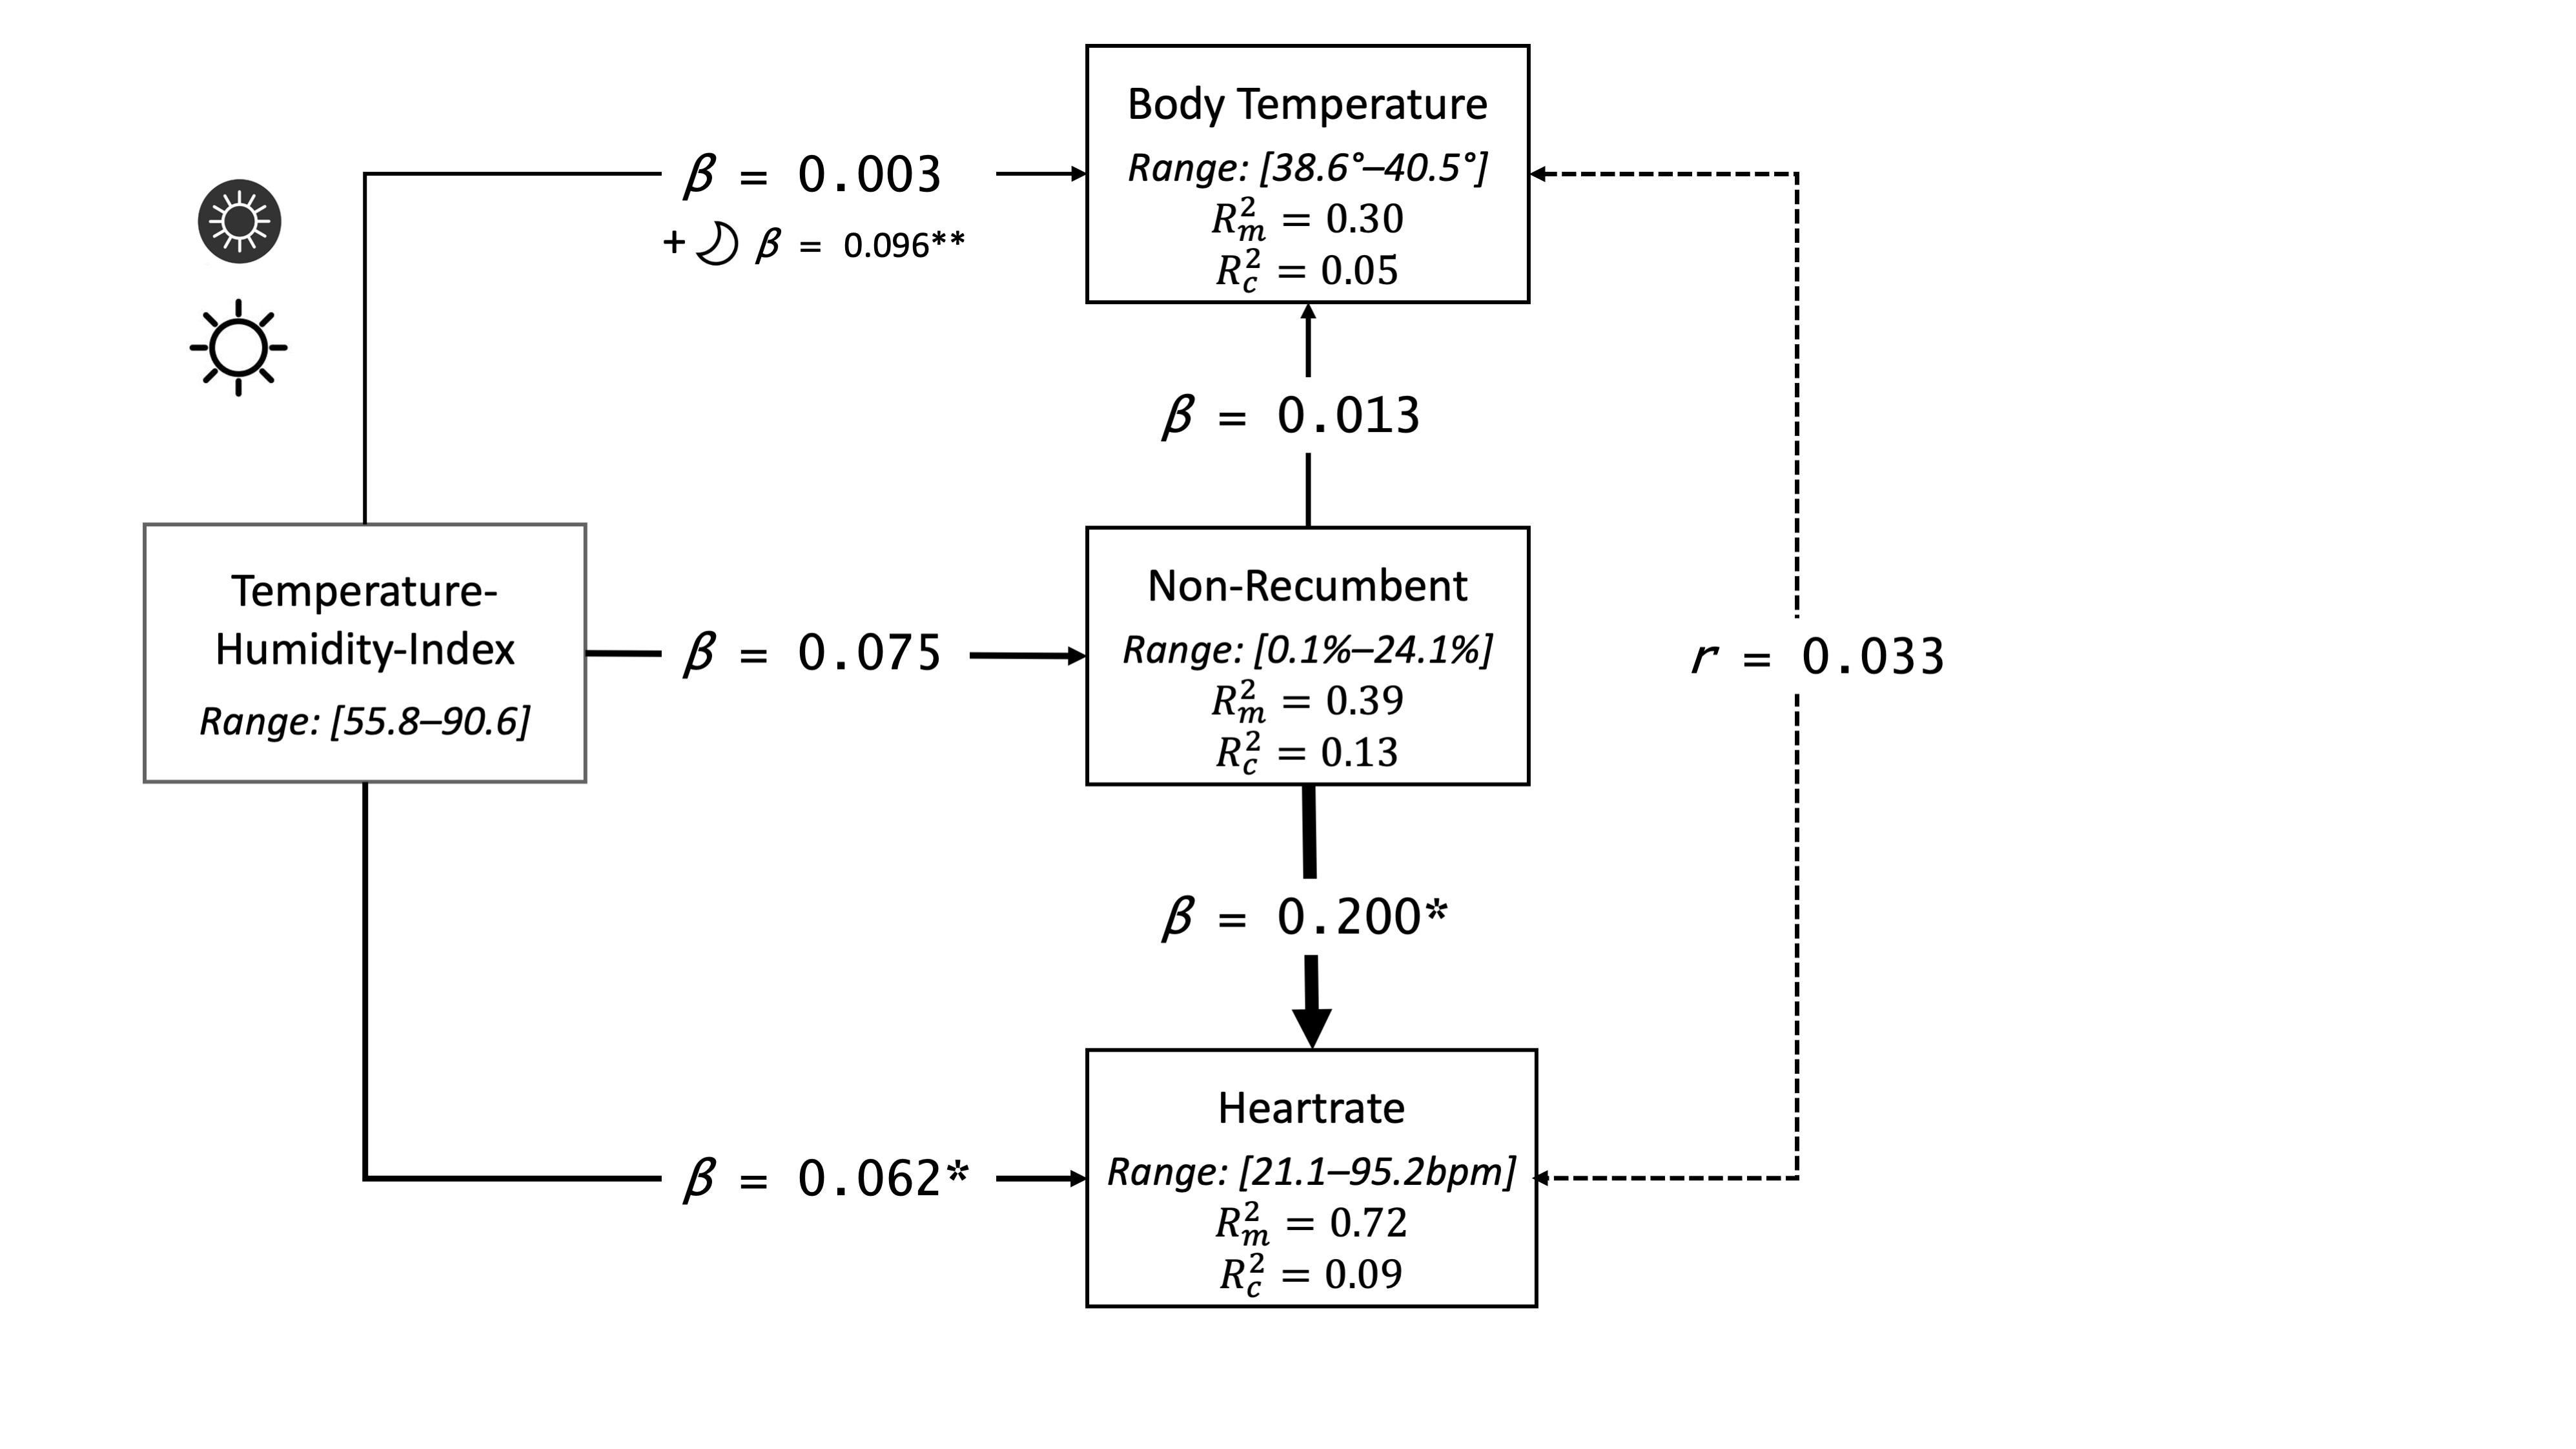 Body Temperature
Range: [38.6°–40.5°]
R²m = 0.30
R²c = 0.05
β = 0.003
+ β = 0.096**
β = 0.013
Temperature-
Humidity-Index
Range: [55.8–90.6]
β = 0.075
Non-Recumbent
Range: [0.1%–24.1%]
R²m = 0.39
R²c = 0.13
r = 0.033
β = 0.200*
β = 0.062*
Heartrate
Range: [21.1–95.2bpm]
R²m = 0.72
R²c = 0.09